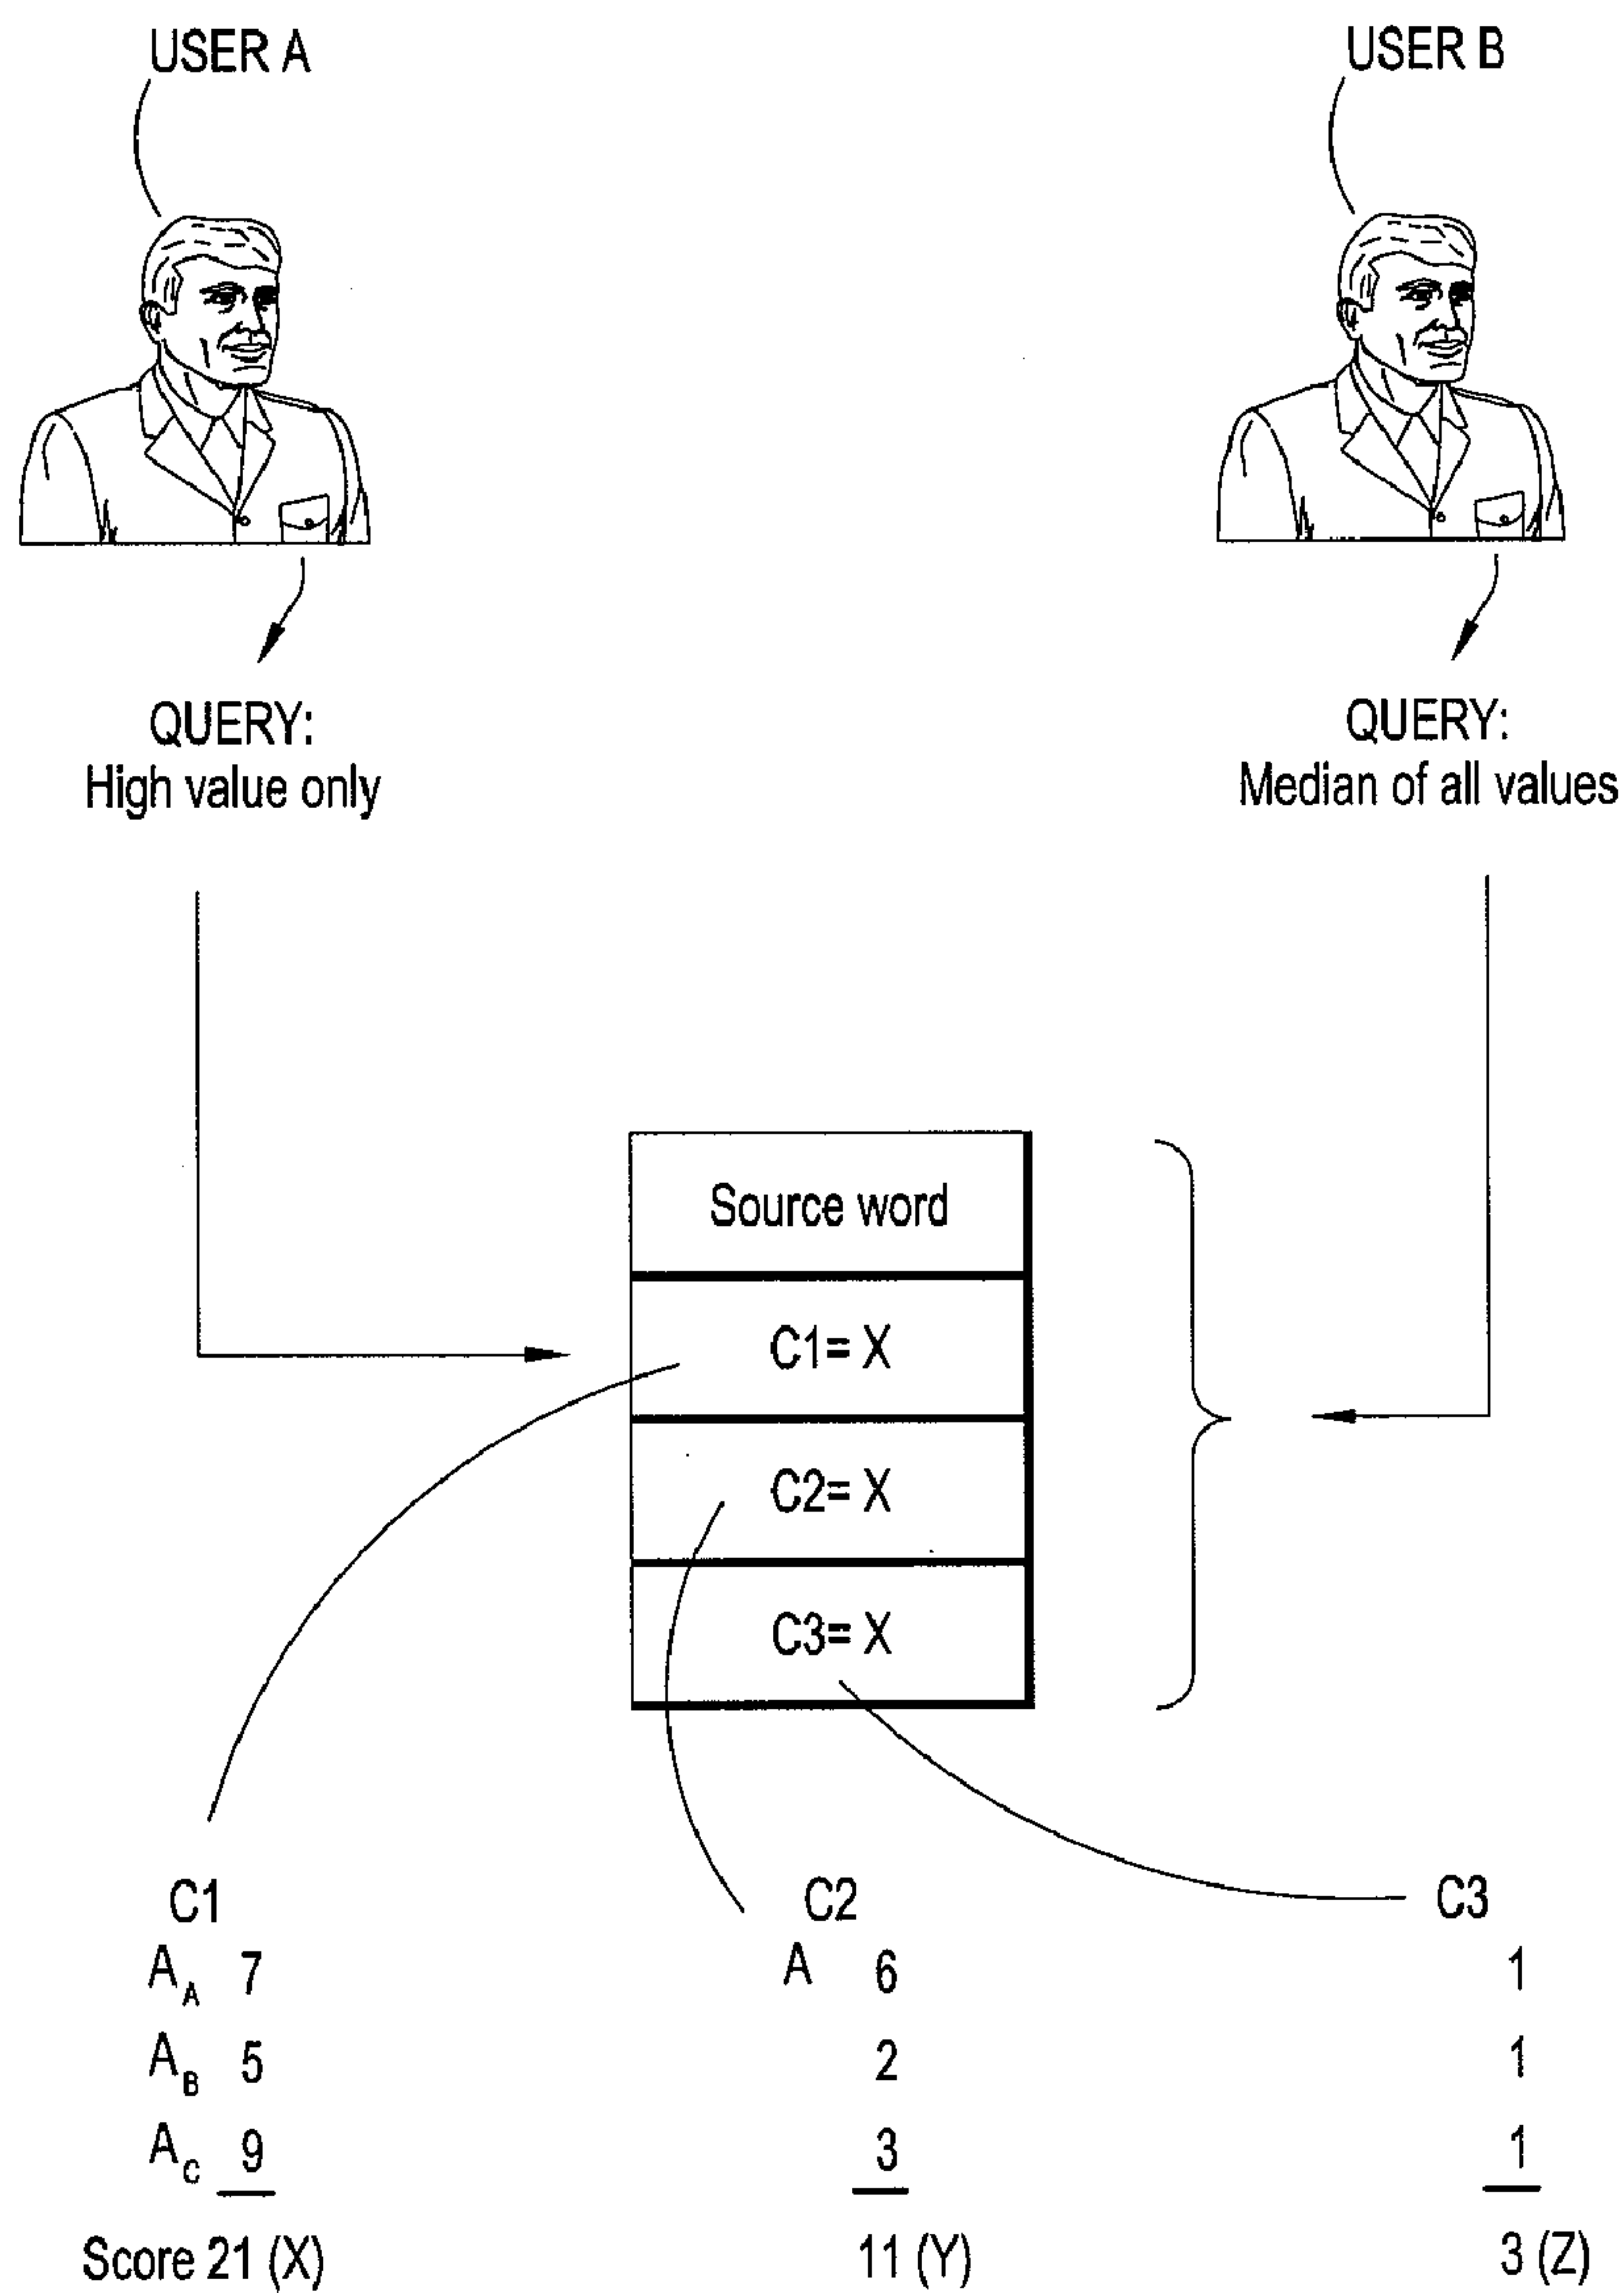 USER A
USER B
QUERY:
High value only
QUERY:
Median of all values
Source word
C1= X
C2= X
C3= X
C1
C2
C3
A_A 7
A 6
1
A_B 5
2
1
A_C 9
3
1
Score 21 (X)
11 (Y)
3 (Z)